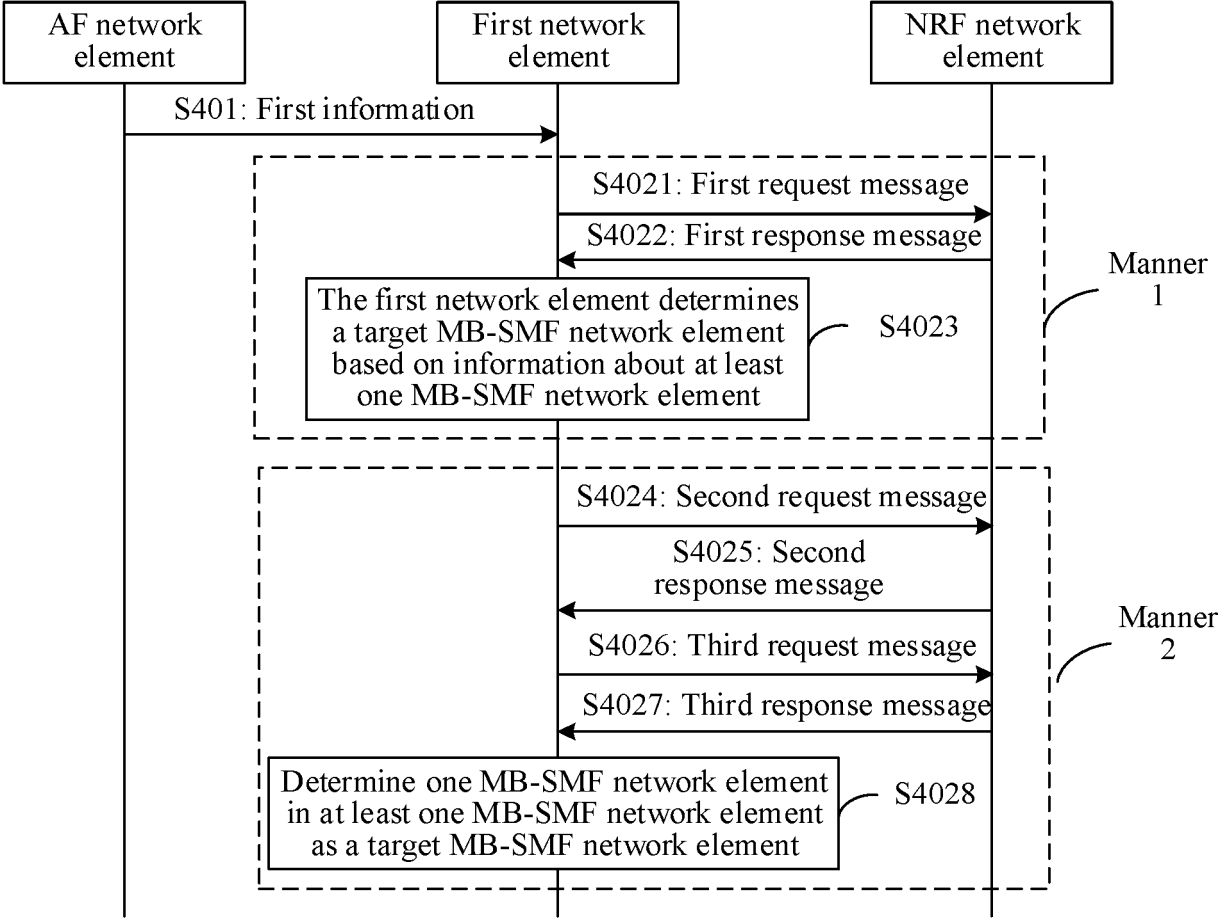 AF network
element
First network
element
NRF network
element
S401: First information
S4021: First request message
S4022: First response message
The first network element determines
a target MB-SMF network element
based on information about at least
one MB-SMF network element
S4023
Manner
1
S4024: Second request message
S4025: Second
response message
S4026: Third request message
S4027: Third response message
Manner
2
Determine one MB-SMF network element
in at least one MB-SMF network element
as a target MB-SMF network element
S4028